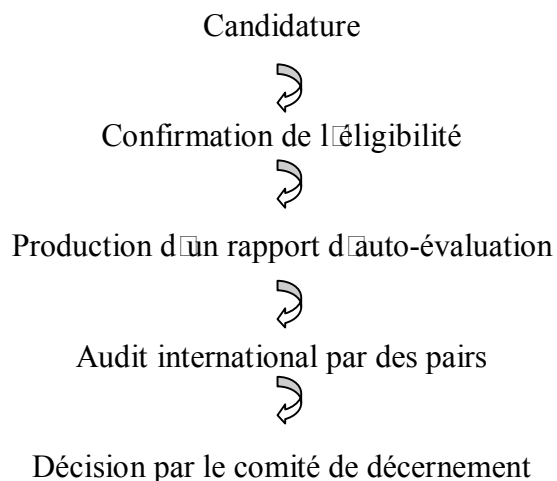 Candidature
Confirmation de l□éligibilité
Production d□un rapport d□auto-évaluation
Audit international par des pairs
Décision par le comité de décernement